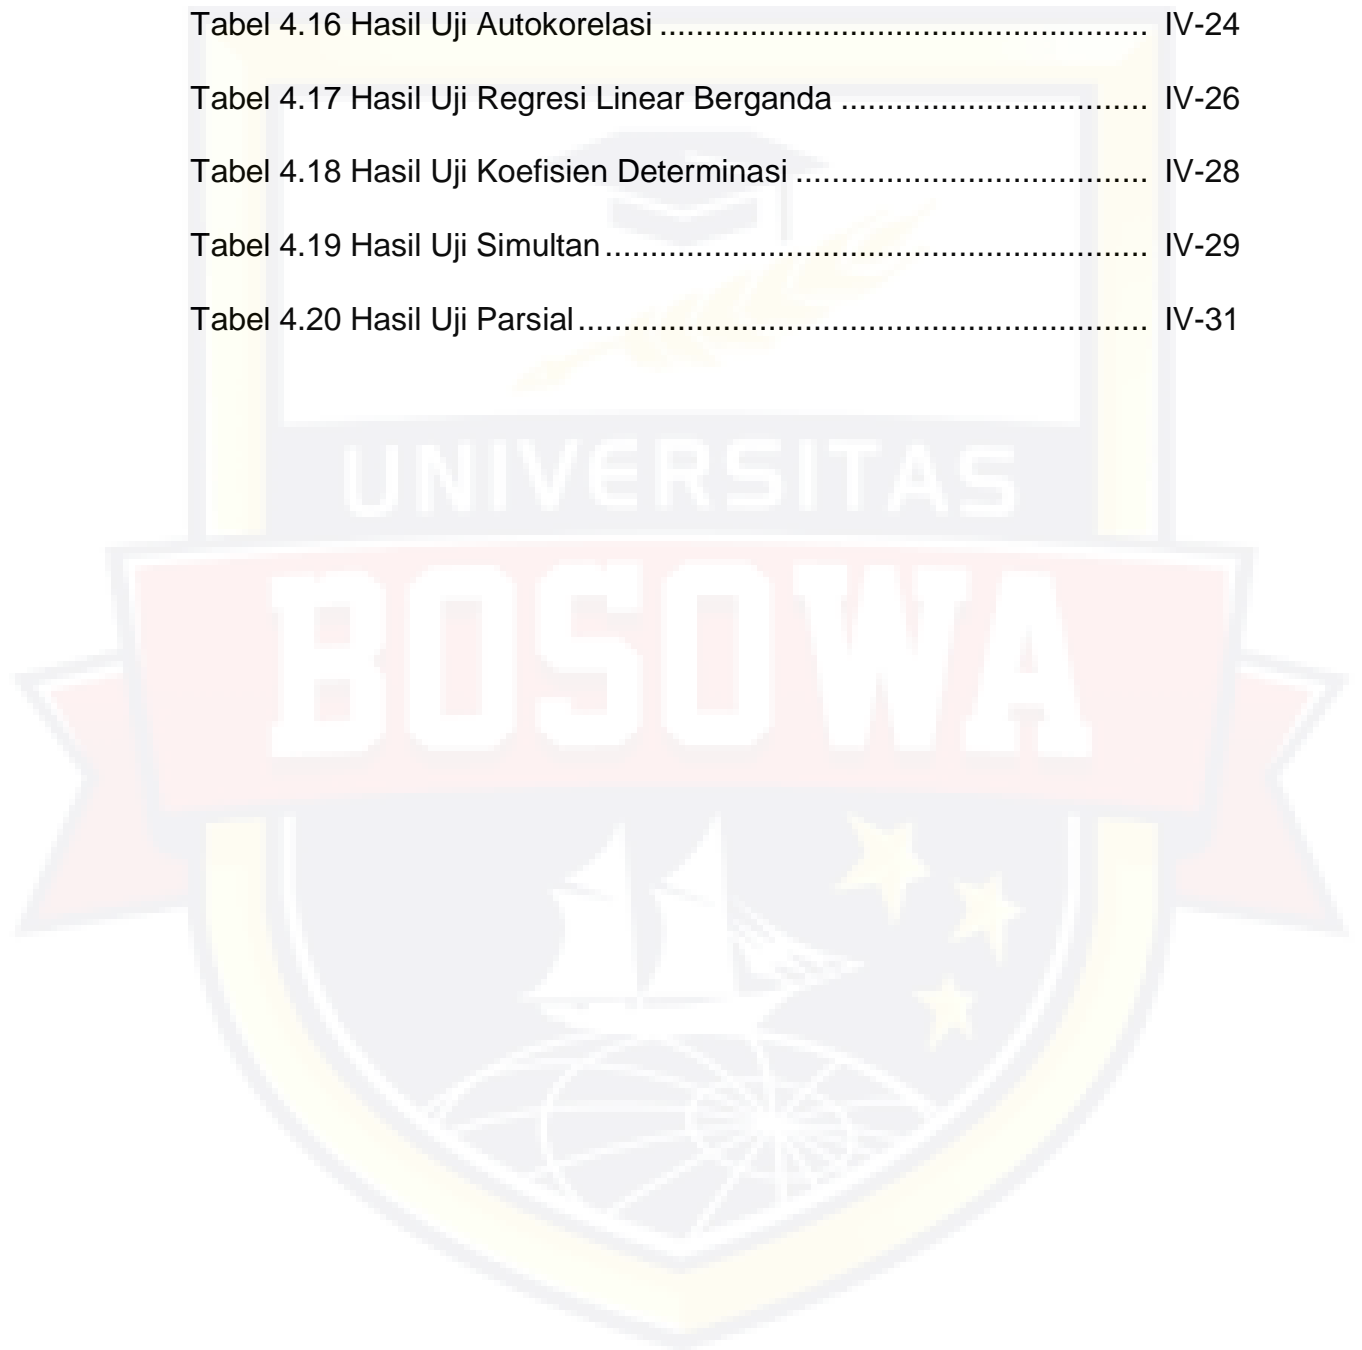 Tabel 4.16 Hasil Uji Autokorelasi ...................................................... IV-24
Tabel 4.17 Hasil Uji Regresi Linear Berganda .................................. IV-26
Tabel 4.18 Hasil Uji Koefisien Determinasi ....................................... IV-28
Tabel 4.19 Hasil Uji Simultan ............................................................ IV-29
Tabel 4.20 Hasil Uji Parsial ............................................................... IV-31
UNIVERSITAS
BOSOWA